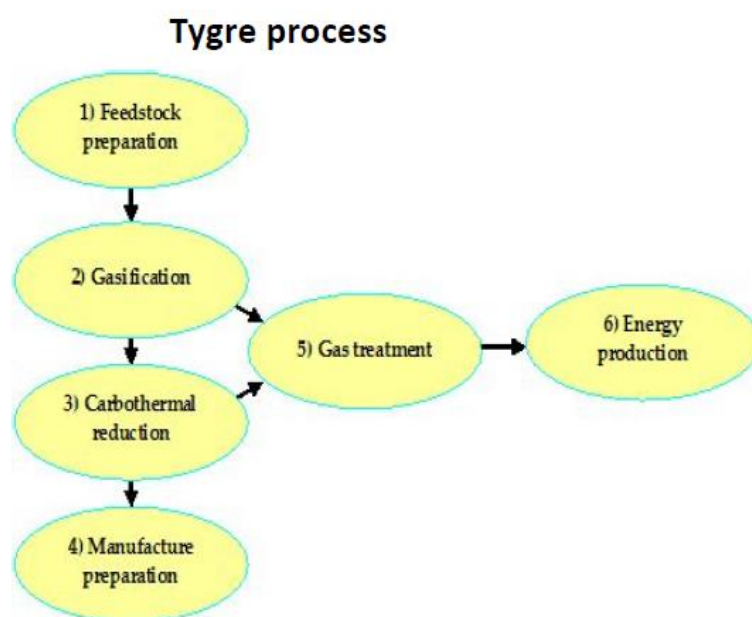 Tygre process
1) Feedstock
preparation
2) Gasification
3) Carbothermal
reduction
4) Manufacture
preparation
5) Gas treatment
6) Energy
production